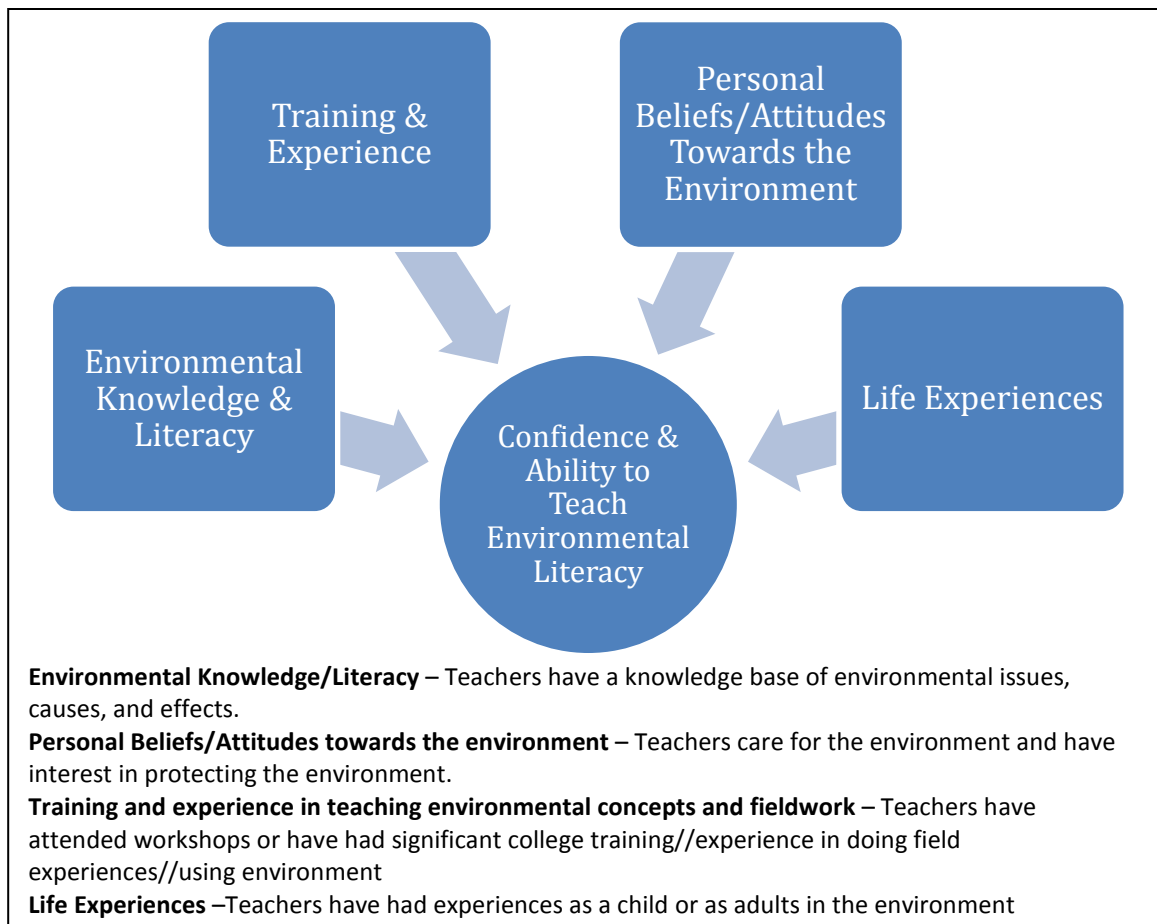 Training &
Experience
Personal
Beliefs/Attitudes
Towards the
Environment
Environmental
Knowledge &
Literacy
Life Experiences
Confidence &
Ability to
Teach
Environmental
Literacy
Environmental Knowledge/Literacy – Teachers have a knowledge base of environmental issues,
causes, and effects.
Personal Beliefs/Attitudes towards the environment – Teachers care for the environment and have
interest in protecting the environment.
Training and experience in teaching environmental concepts and fieldwork – Teachers have
attended workshops or have had significant college training//experience in doing field
experiences//using environment
Life Experiences –Teachers have had experiences as a child or as adults in the environment